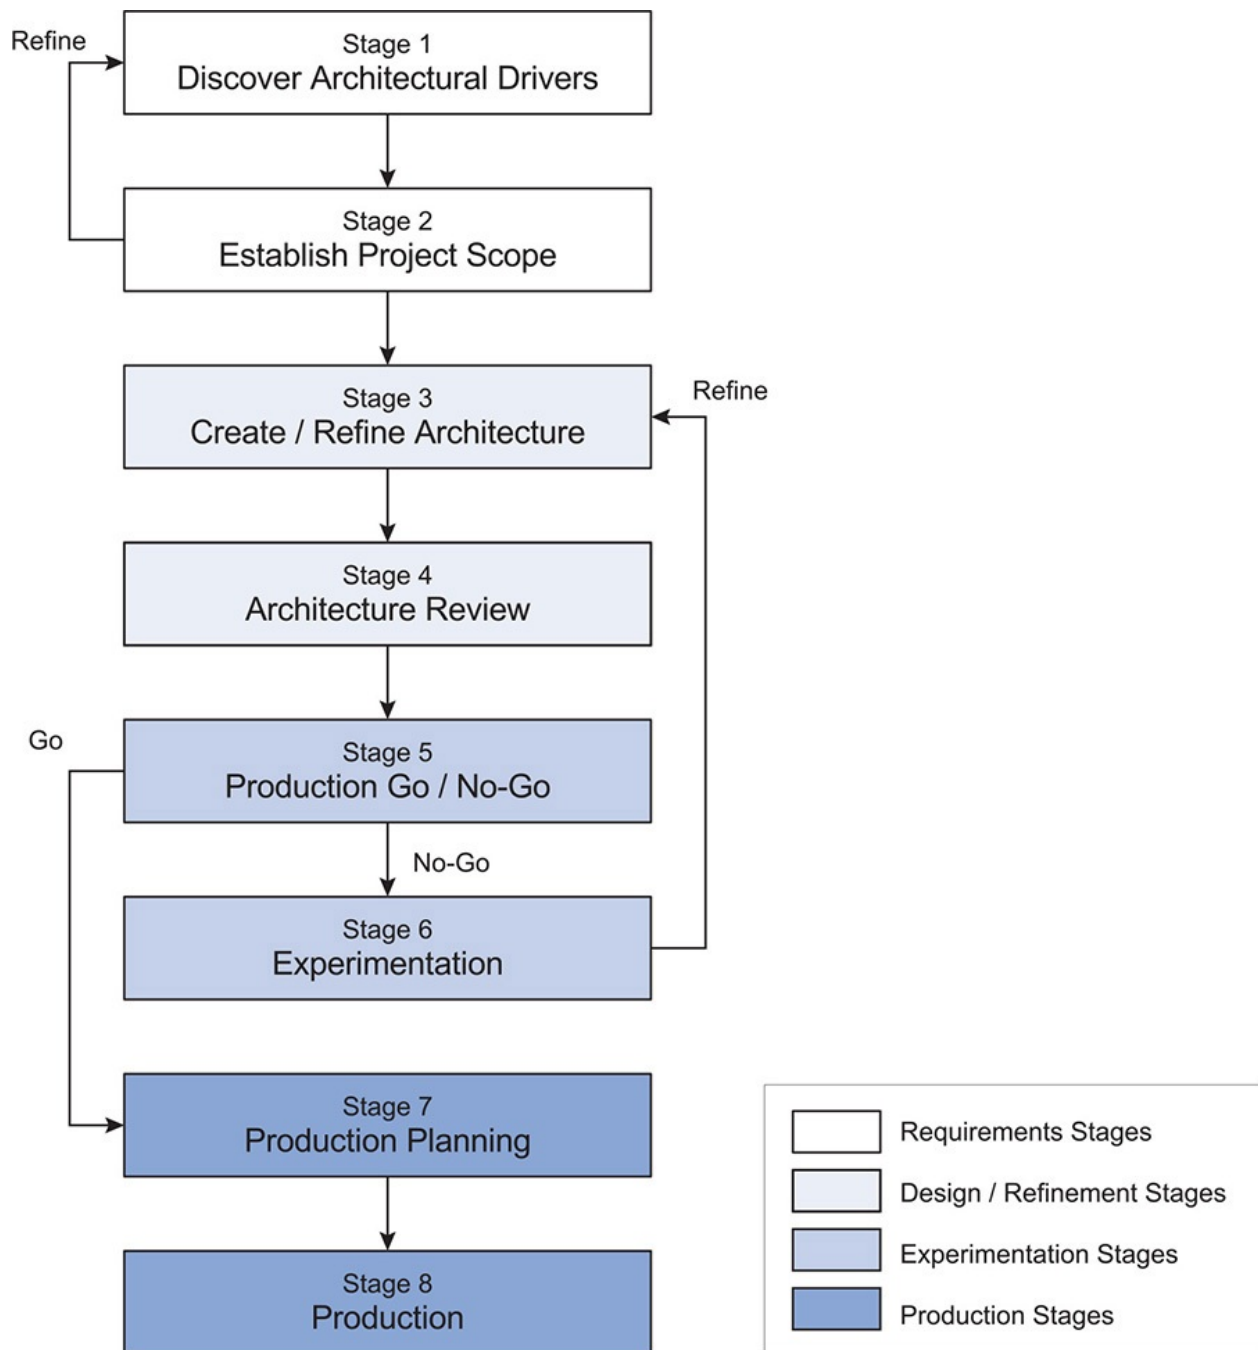 Refine
Stage 1
Discover Architectural Drivers
Stage 2
Establish Project Scope
Stage 3
Create / Refine Architecture
Refine
Stage 4
Architecture Review
Go
Stage 5
Production Go / No-Go
No-Go
Stage 6
Experimentation
Stage 7
Production Planning
Stage 8
Production
Requirements Stages
Design / Refinement Stages
Experimentation Stages
Production Stages